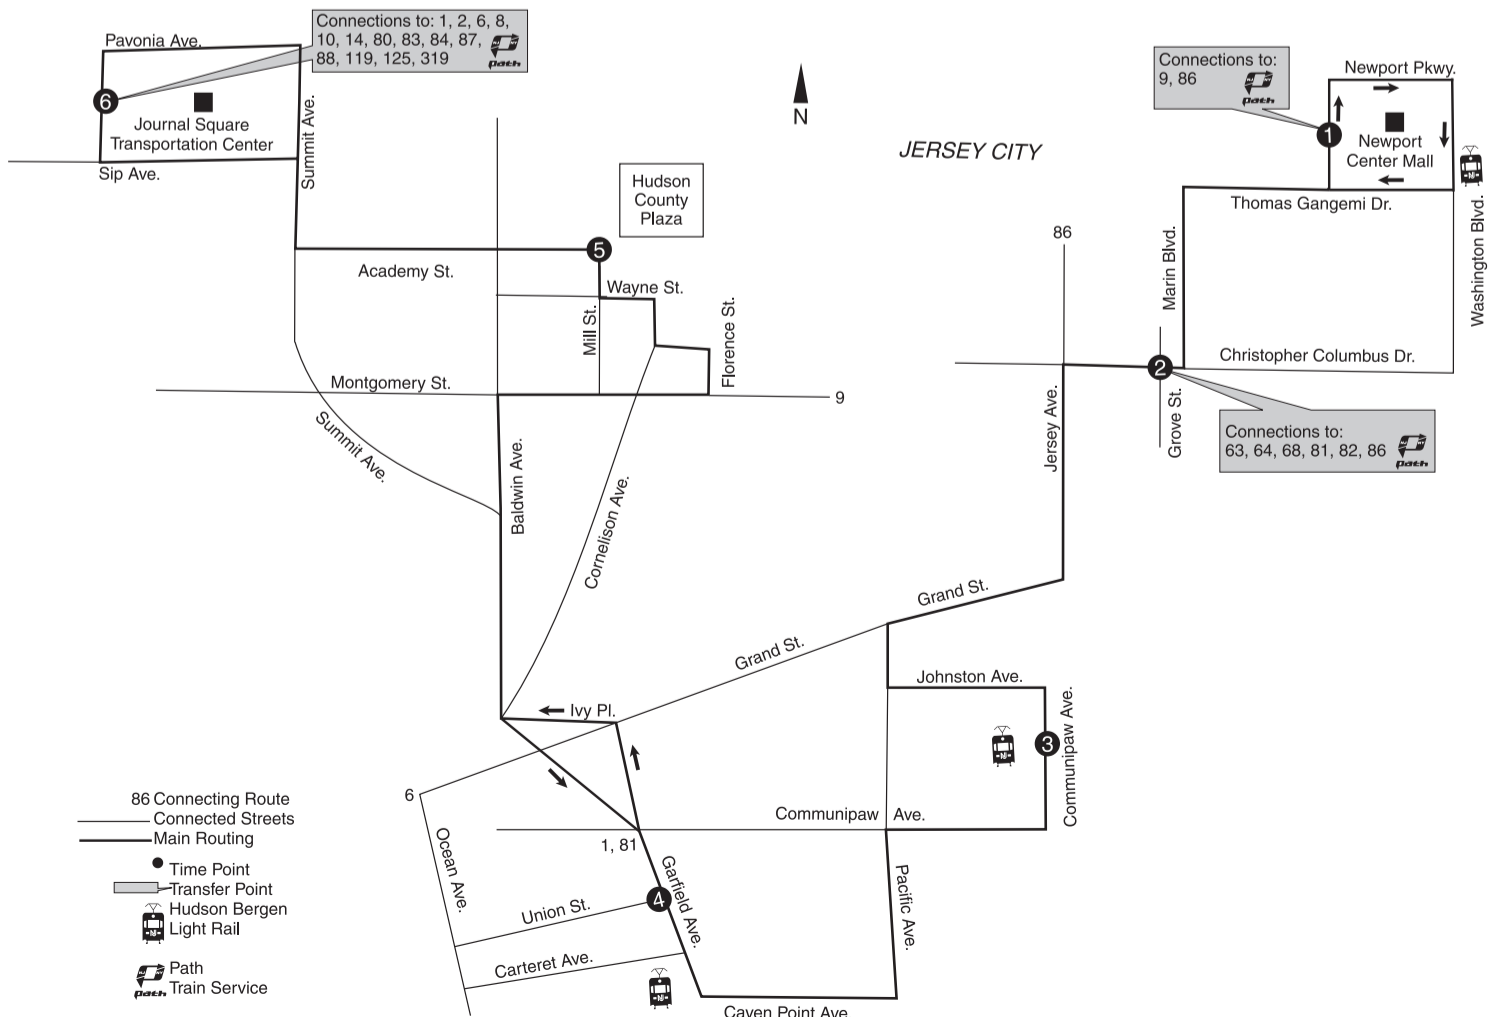 Connections to: 1, 2, 6, 8,
10, 14, 80, 83, 84, 87,
88, 119, 125, 319
path
Pavonia Ave.
6
Journal Square
Transportation Center
Summit Ave.
Sip Ave.
N
JERSEY CITY
Connections to:
9, 86
path
Newport Pkwy.
1
Newport
Center Mall
Thomas Gangemi Dr.
Washington Blvd.
Marin Blvd.
Hudson
County
Plaza
5
Academy St.
Wayne St.
Mill St.
Florence St.
Montgomery St.
9
Summit Ave.
Baldwin Ave.
Cornelison Ave.
86
Christopher Columbus Dr.
2
Jersey Ave.
Grove St.
Connections to:
63, 64, 68, 81, 82, 86
path
Grand St.
Grand St.
Johnston Ave.
Ivy Pl.
3
Communipaw Ave.
Communipaw Ave.
6
1, 81
Ocean Ave.
Garfield Ave.
4
Union St.
Carteret Ave.
Pacific Ave.
Caven Point Ave.
86 Connecting Route
Connected Streets
Main Routing
Time Point
Transfer Point
Hudson Bergen
Light Rail
Path
Train Service
path